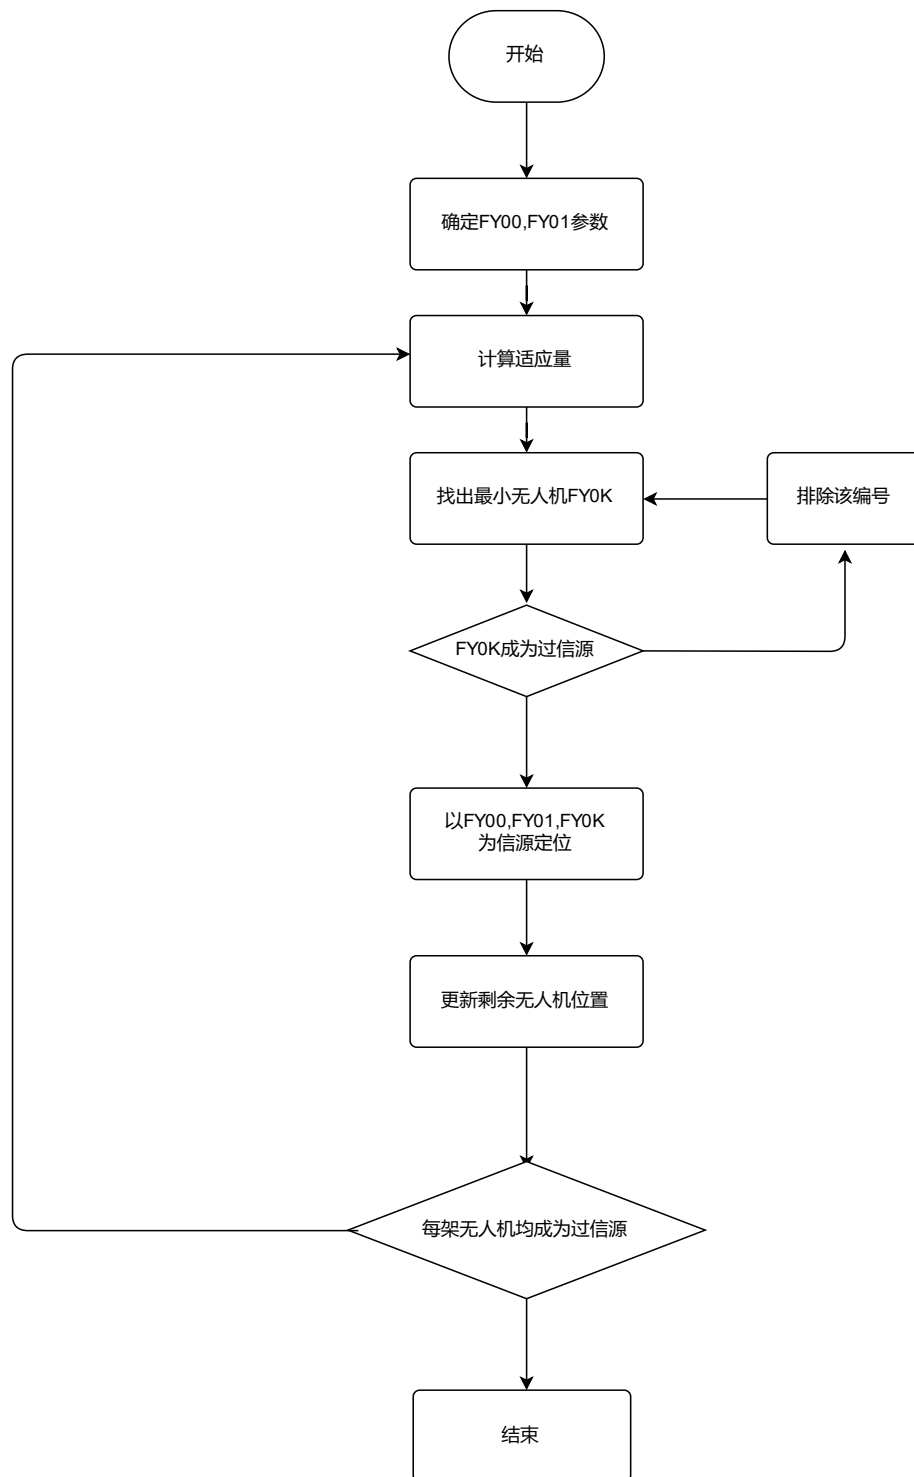 开始
确定FY00,FY01参数
计算适应量
找出最小无人机FY0K
排除该编号
FY0K成为过信源
以FY00,FY01,FY0K
为信源定位
更新剩余无人机位置
每架无人机均成为过信源
结束